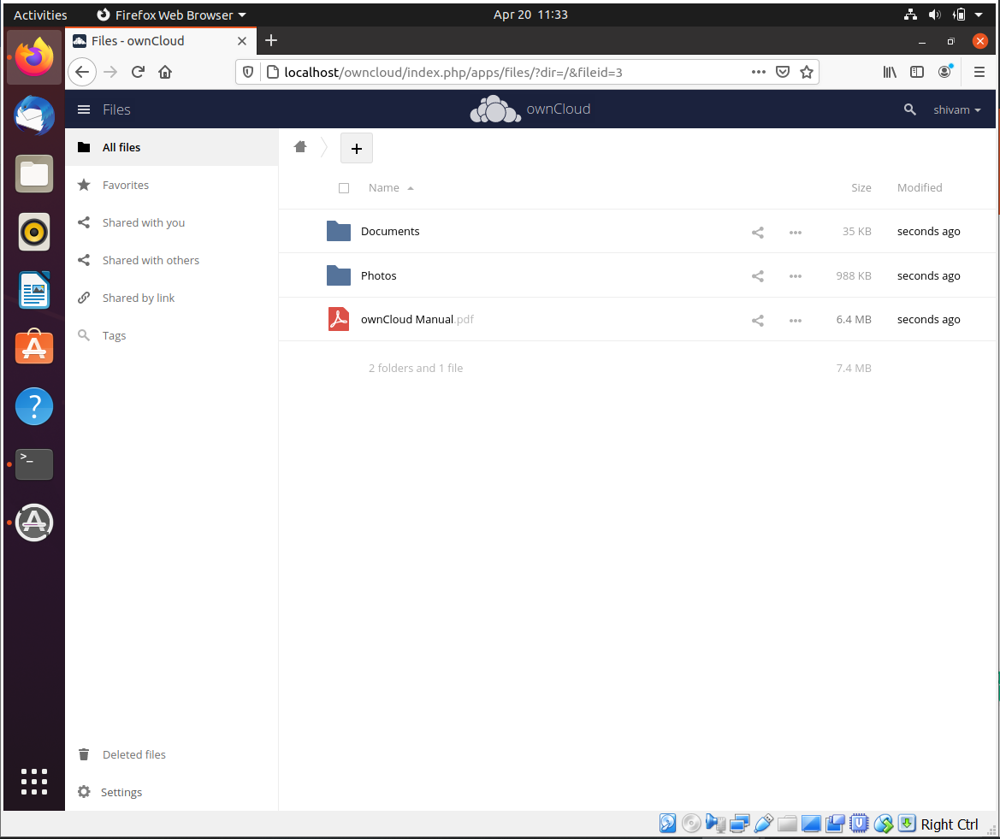 Activities Firefox Web Browser Apr 20 11:33
Files - ownCloud
localhost/owncloud/index.php/apps/files/?dir=/&fileid=3
Files ownCloud shivam
All files
Favorites
Shared with you
Shared with others
Shared by link
Tags
Deleted files
Settings
Name Size Modified
Documents 35 KB seconds ago
Photos 988 KB seconds ago
ownCloud Manual.pdf 6.4 MB seconds ago
2 folders and 1 file 7.4 MB
Right Ctrl